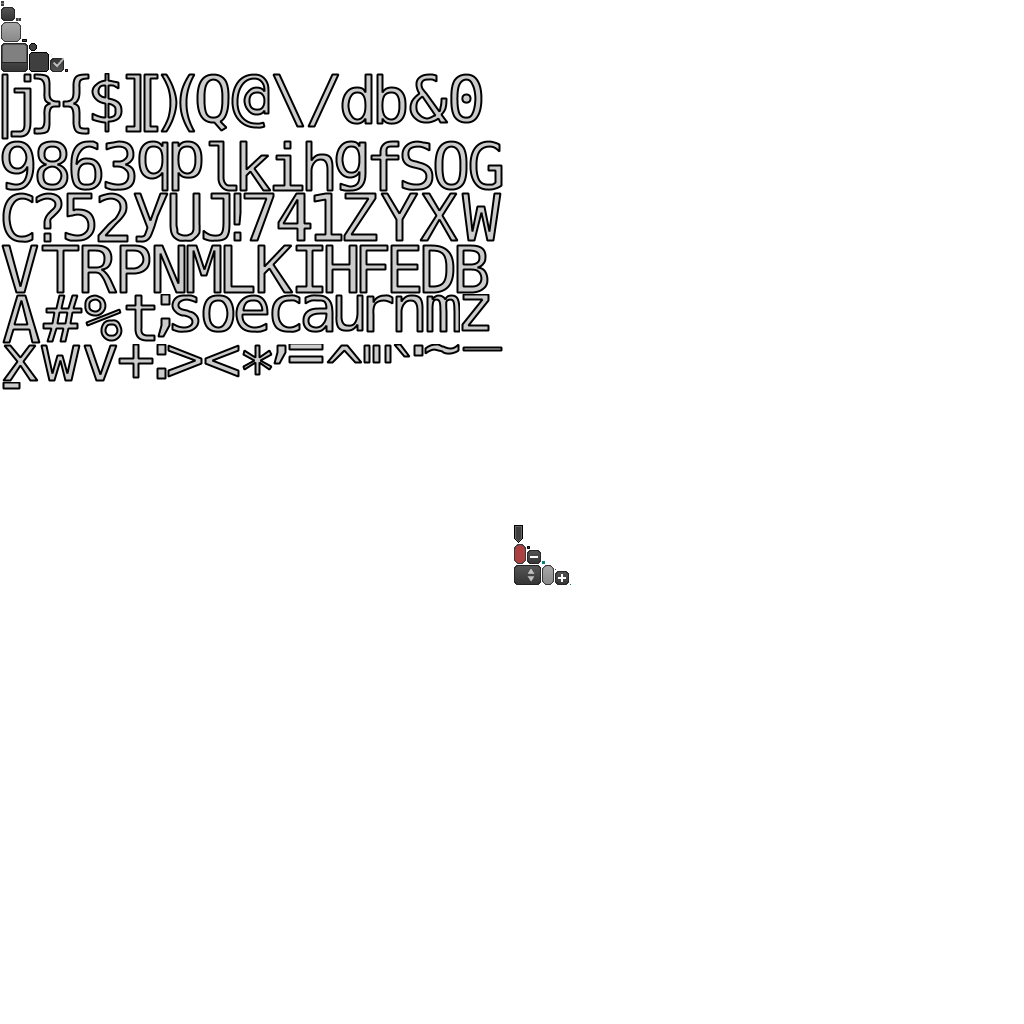 |j}{$][)(Q@\/db&0
9863qplkihgfSOG
C?52yUJ!741ZYXW
VTRPNMLKIHFEDB
A#%t;soecaurnmz
xwv+:><*'=^"`·~—
_